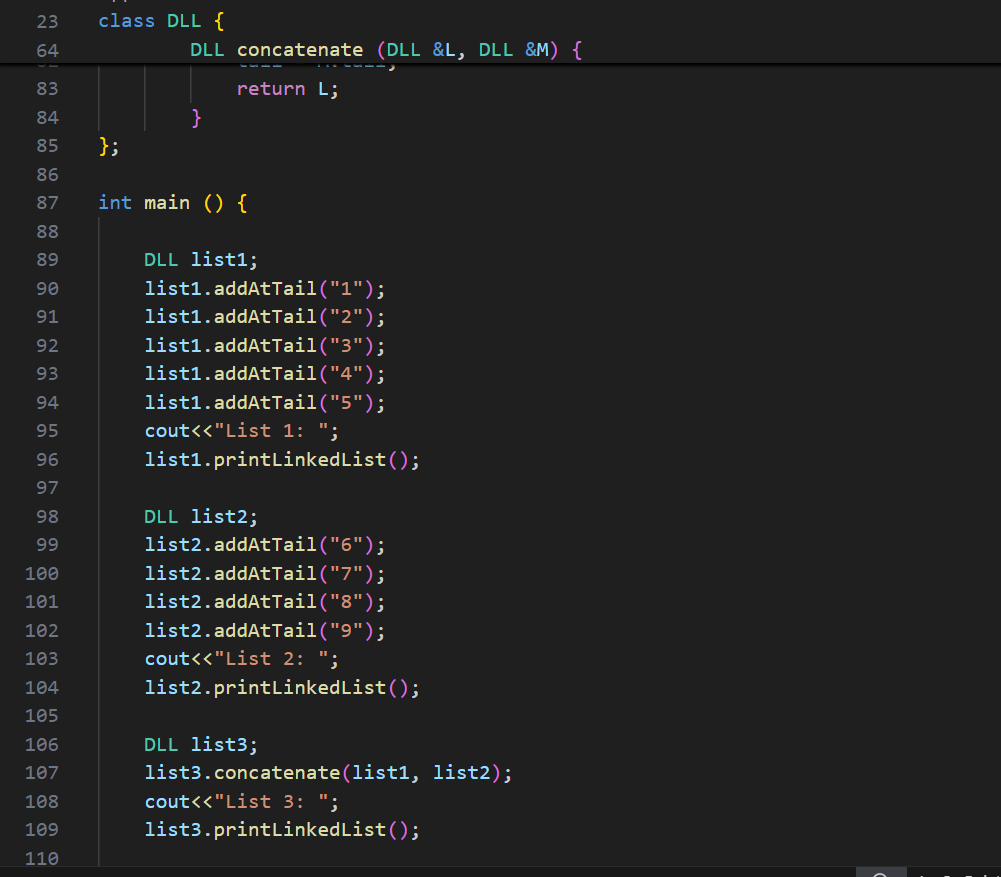 23 class DLL {
64 DLL concatenate (DLL &L, DLL &M) {
83 return L;
84 }
85 };
86
87 int main () {
88
89 DLL list1;
90 list1.addAtTail("1");
91 list1.addAtTail("2");
92 list1.addAtTail("3");
93 list1.addAtTail("4");
94 list1.addAtTail("5");
95 cout<<"List 1: ";
96 list1.printLinkedList();
97
98 DLL list2;
99 list2.addAtTail("6");
100 list2.addAtTail("7");
101 list2.addAtTail("8");
102 list2.addAtTail("9");
103 cout<<"List 2: ";
104 list2.printLinkedList();
105
106 DLL list3;
107 list3.concatenate(list1, list2);
108 cout<<"List 3: ";
109 list3.printLinkedList();
110